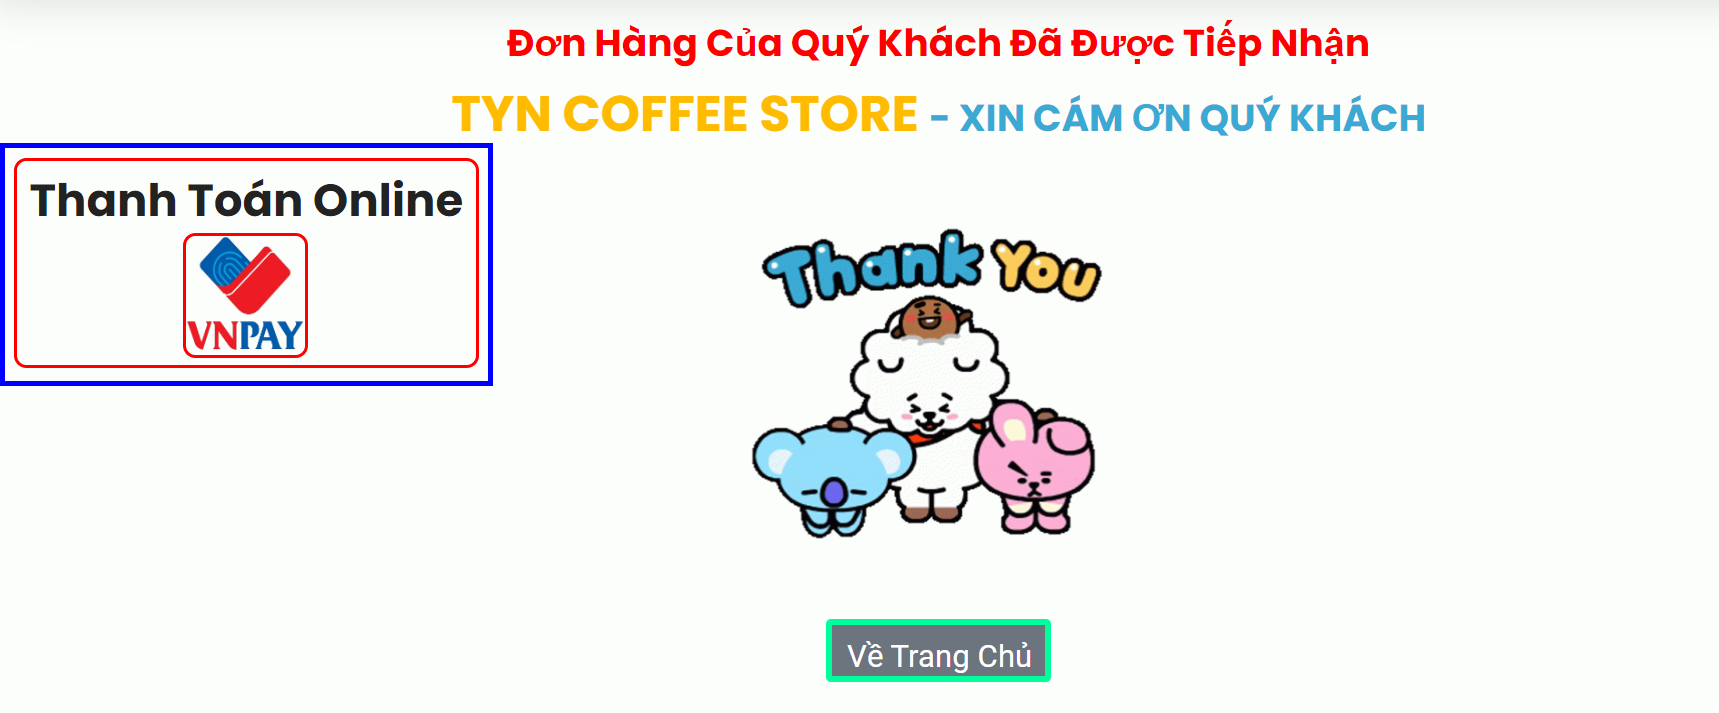 Đơn Hàng Của Quý Khách Đã Được Tiếp Nhận
TYN COFFEE STORE - XIN CÁM ƠN QUÝ KHÁCH
Thanh Toán Online
VNPAY
Thank You
Về Trang Chủ